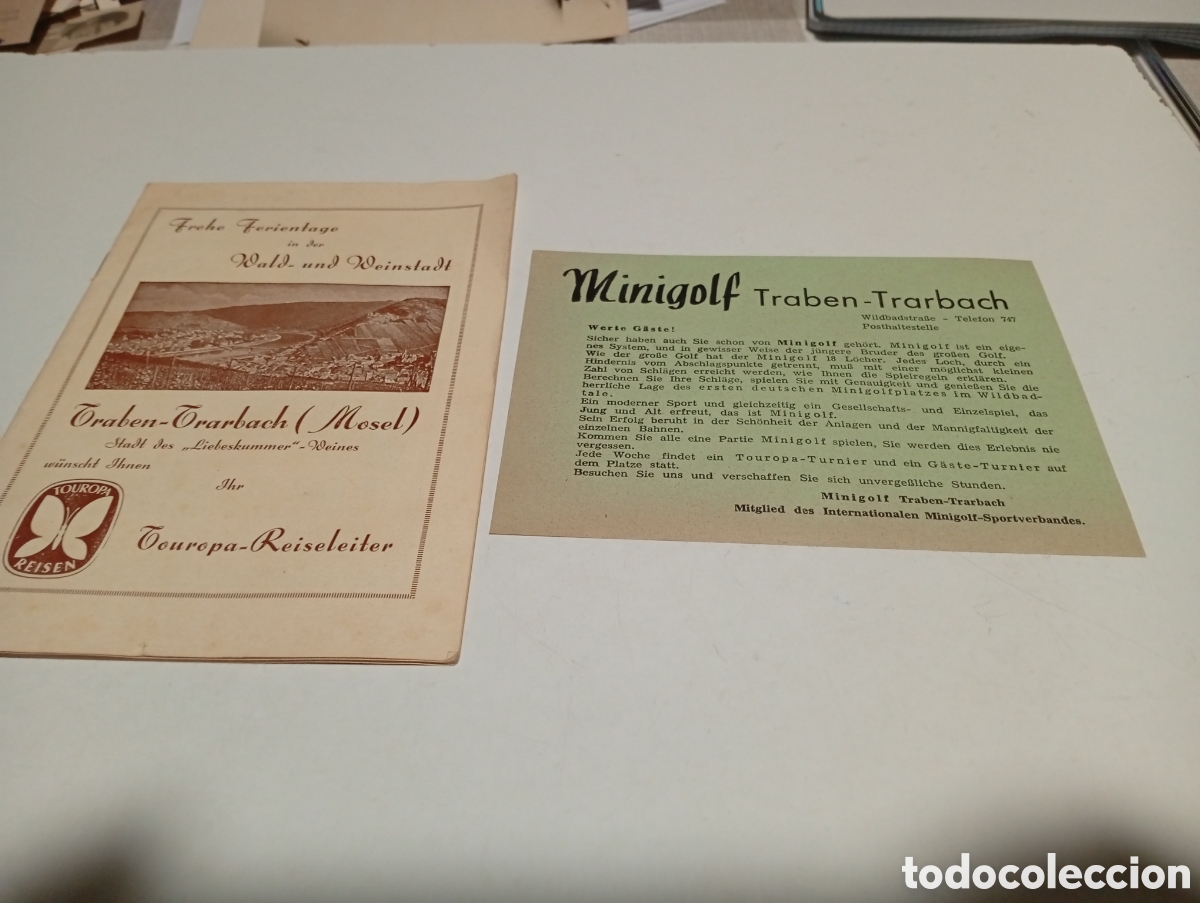 Frohe Ferientage
in der
Wald- und Weinstadt
Traben-Trarbach (Mosel)
Stadt des „Liebeskummer“-Weines
wünscht Ihnen
Ihr
TOUROPA
REISEN
Touropa-Reiseleiter
Minigolf Traben-Trarbach
Wildbadstraße - Telefon 747
Posthaltestelle
Werte Gäste!
Sicher haben auch Sie schon von Minigolf gehört. Minigolf ist ein eige-
nes System, und in gewisser Weise der jüngere Bruder des großen Golf.
Wie der große Golf hat der Minigolf 18 Löcher. Jedes Loch, durch ein
Hindernis vom Abschlagspunkte getrennt, muß mit einer möglichst kleinen
Zahl von Schlägen erreicht werden, wie Ihnen die Spielregeln erklären.
Berechnen Sie Ihre Schläge, spielen Sie mit Genauigkeit und genießen Sie die
herrliche Lage des ersten deutschen Minigolfplatzes im Wildbad-
tale.
Ein moderner Sport und gleichzeitig ein Gesellschafts- und Einzelspiel, das
Jung und Alt erfreut, das ist Minigolf.
Sein Erfolg beruht in der Schönheit der Anlagen und der Mannigfaltigkeit der
einzelnen Bahnen.
Kommen Sie alle eine Partie Minigolf spielen, Sie werden dies Erlebnis nie
vergessen.
Jede Woche findet ein Touropa-Turnier und ein Gäste-Turnier auf
dem Platze statt.
Besuchen Sie uns und verschaffen Sie sich unvergeßliche Stunden.
Minigolf Traben-Trarbach
Mitglied des Internationalen Minigolf-Sportverbandes.
todocoleccion